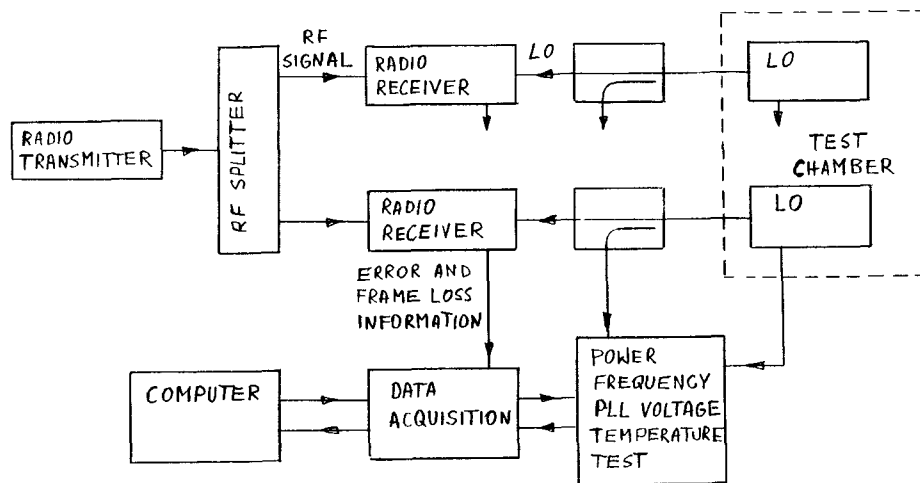 RF
SIGNAL
LO
RADIO
RECEIVER
LO
RADIO
TRANSMITTER
RF SPLITTER
TEST
CHAMBER
RADIO
RECEIVER
LO
ERROR AND
FRAME LOSS
INFORMATION
COMPUTER
DATA
ACQUISITION
POWER
FREQUENCY
PLL VOLTAGE
TEMPERATURE
TEST